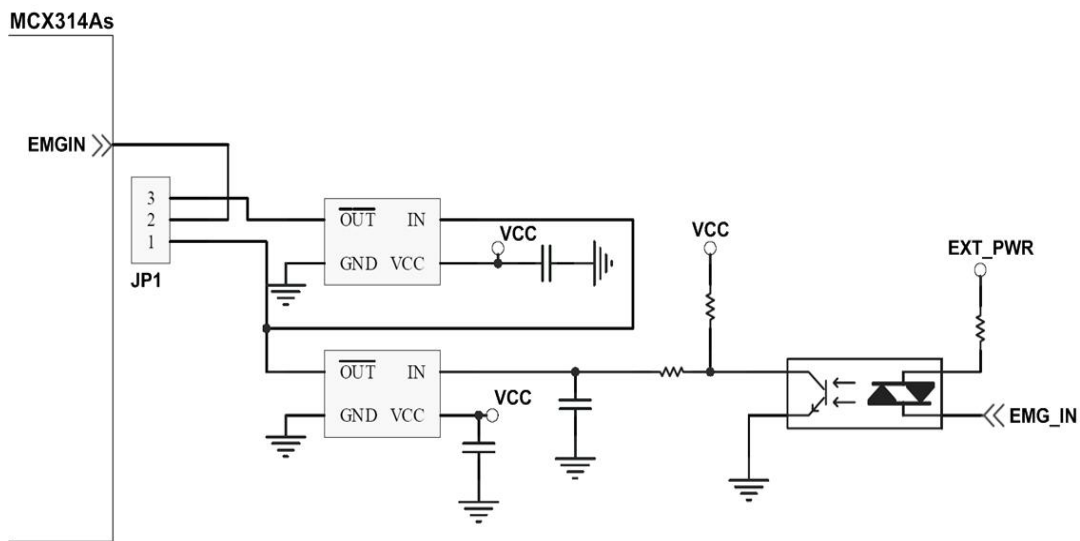 MCX314As
EMGIN
3
2
1
JP1
OUT IN
GND VCC
VCC
VCC
EXT_PWR
OUT IN
GND VCC
VCC
EMG_IN